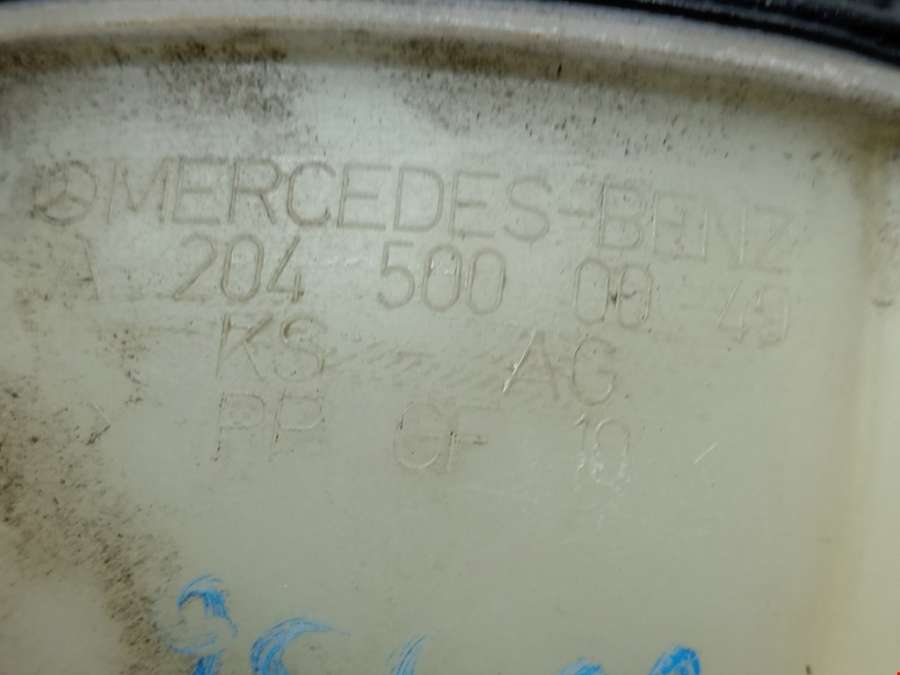 MERCEDES-BENZ
A 204 500 00 49
KS AG
PP GF 10